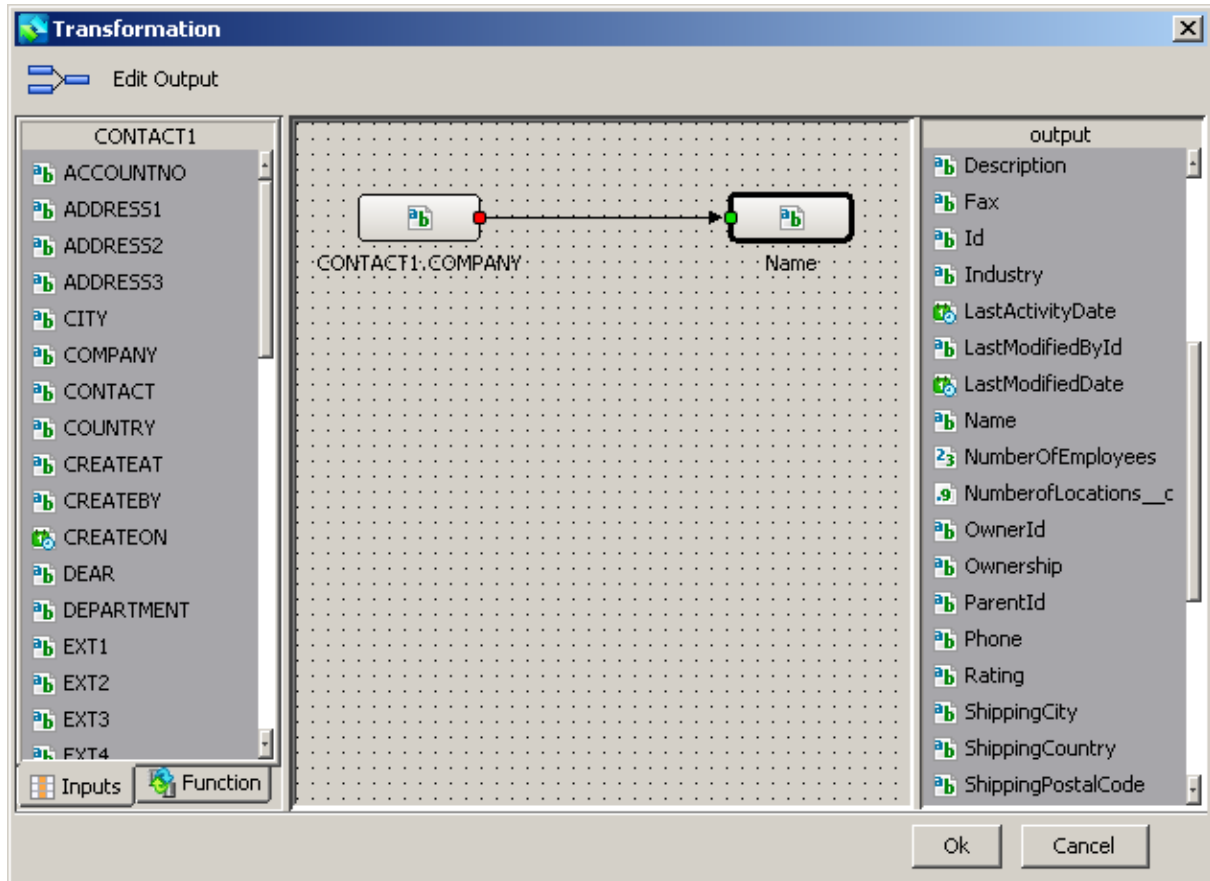 Transformation
Edit Output
CONTACT1
ACCOUNTNO
ADDRESS1
ADDRESS2
ADDRESS3
CITY
COMPANY
CONTACT
COUNTRY
CREATEAT
CREATEBY
CREATEON
DEAR
DEPARTMENT
EXT1
EXT2
EXT3
EXT4
Inputs
Function
CONTACT1.COMPANY
Name
output
Description
Fax
Id
Industry
LastActivityDate
LastModifiedById
LastModifiedDate
Name
NumberOfEmployees
NumberofLocations__c
OwnerId
Ownership
ParentId
Phone
Rating
ShippingCity
ShippingCountry
ShippingPostalCode
Ok
Cancel